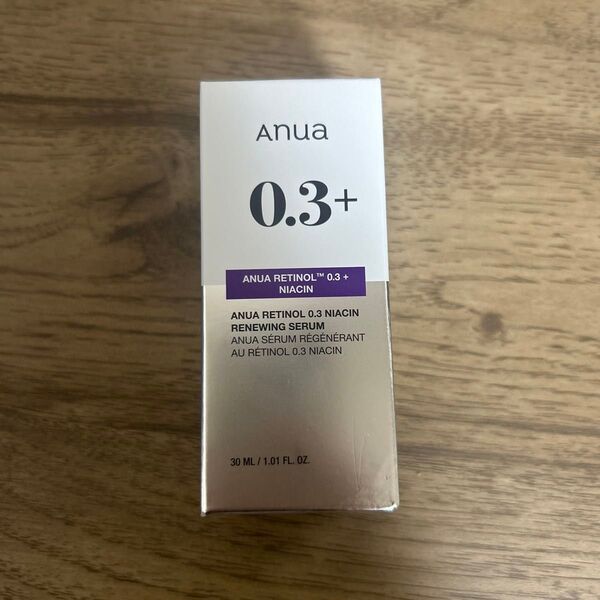 Anua
0.3+
ANUA RETINOL™ 0.3 +
NIACIN
ANUA RETINOL 0.3 NIACIN
RENEWING SERUM
ANUA SÉRUM RÉGÉNÉRANT
AU RÉTINOL 0.3 NIACIN
30 ML / 1.01 FL. OZ.